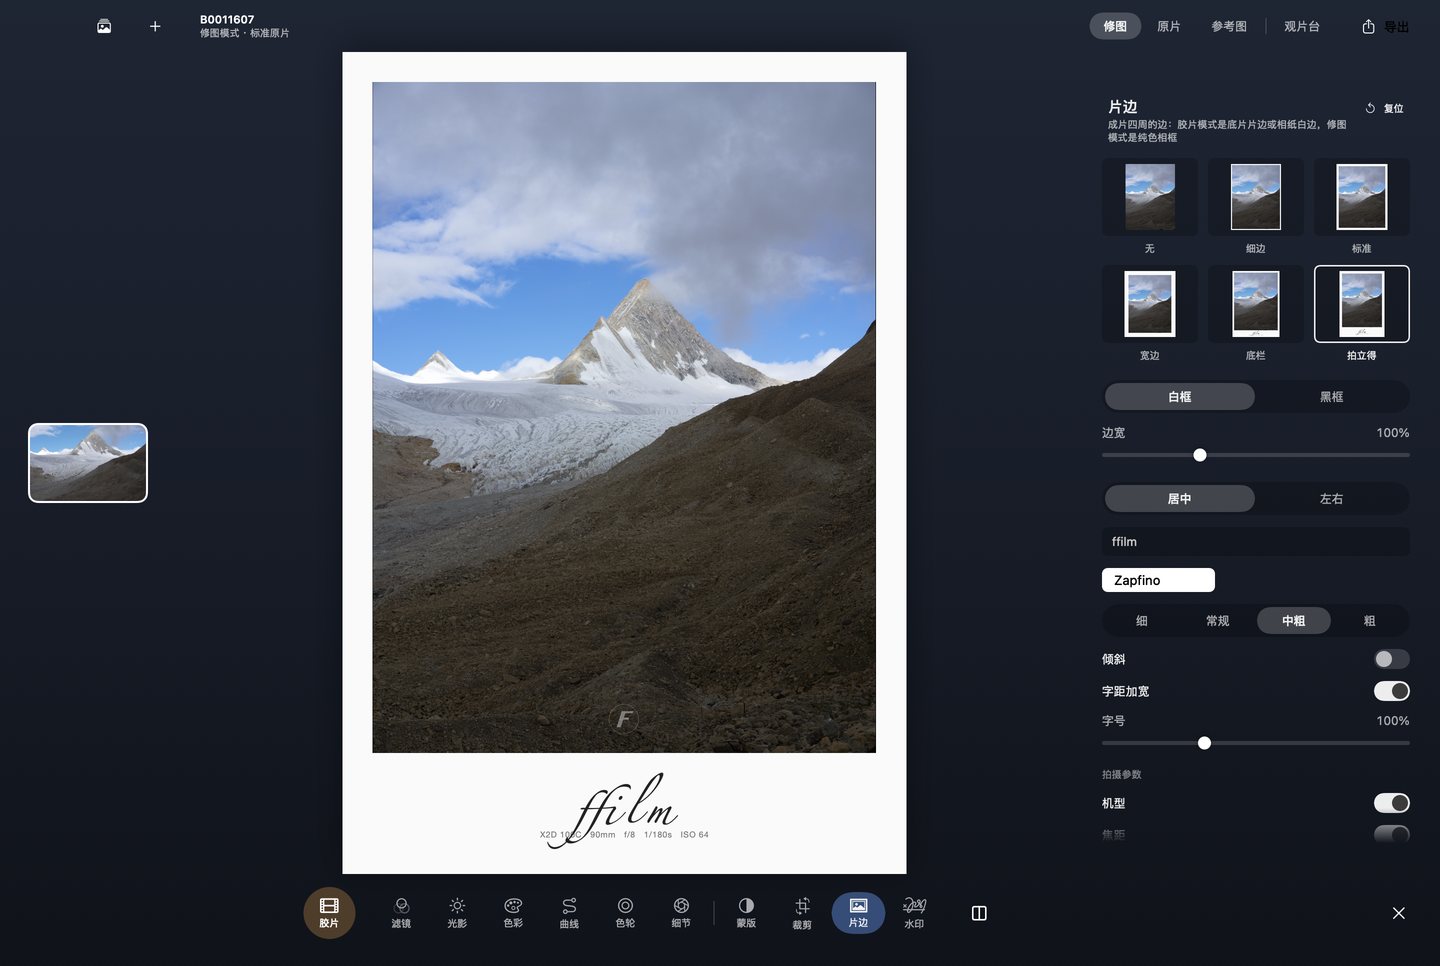 B0011607
修图模式 · 标准原片
修图
原片
参考图
观片台
导出
片边
复位
成片四周的边：胶片模式是底片片边或相纸白边，修图
模式是纯色相框
无
细边
标准
宽边
底栏
拍立得
白框
黑框
边宽
100%
居中
左右
ffilm
Zapfino
细
常规
中粗
粗
倾斜
字距加宽
字号
100%
拍摄参数
机型
焦距
F
ffilm
X2D 100C 90mm f/8 1/180s ISO 64
胶片
滤镜
光影
色彩
曲线
色轮
细节
蒙版
裁剪
片边
水印